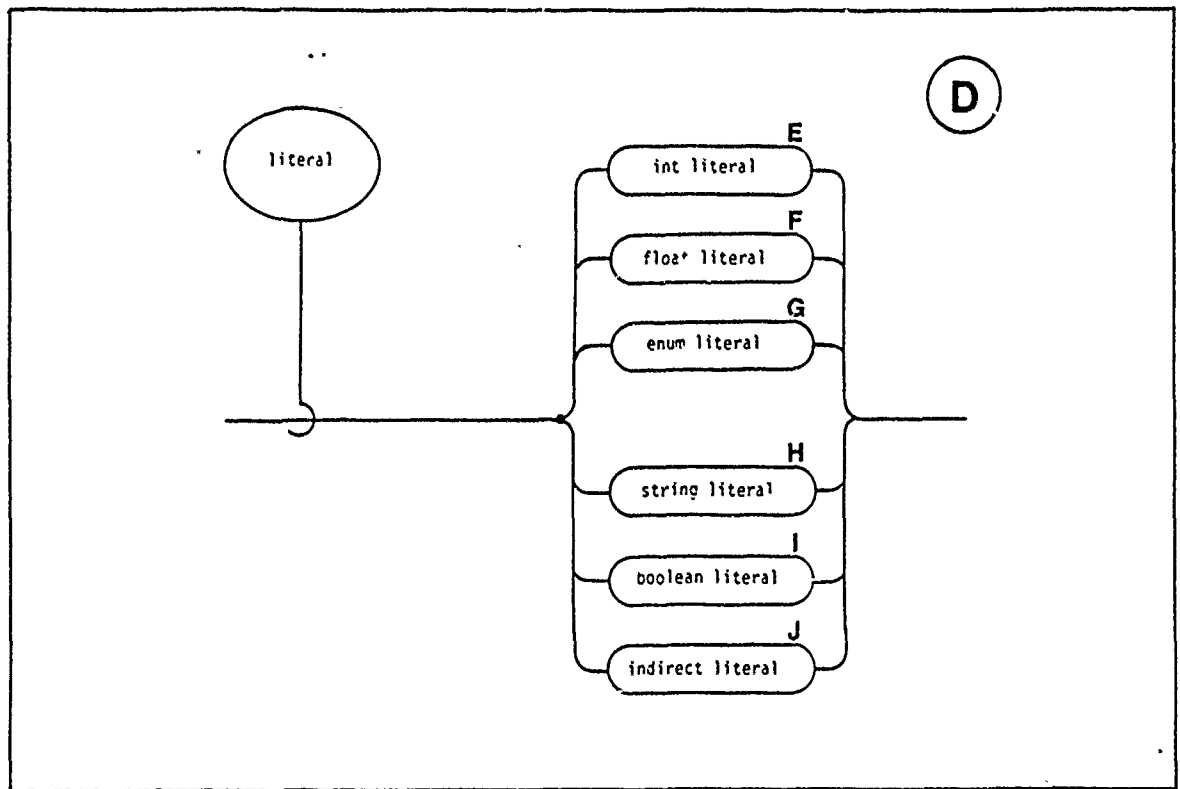 D
literal
E
int literal
F
float literal
G
enum literal
H
string literal
I
boolean literal
J
indirect literal